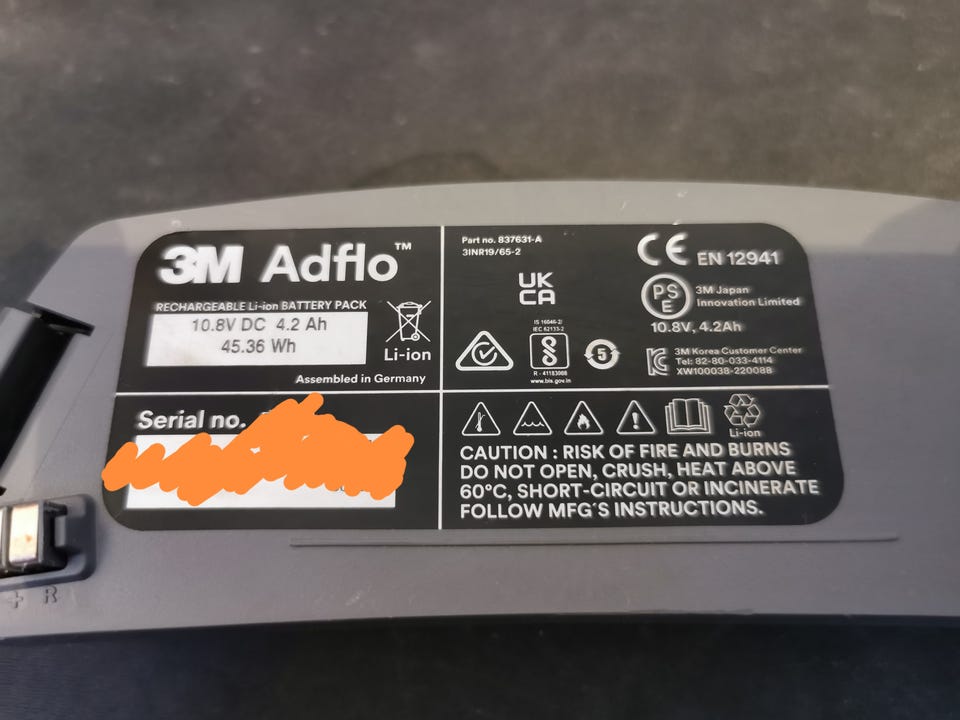 3M Adflo™
RECHARGEABLE Li-ion BATTERY PACK
10.8V DC 4.2 Ah
45.36 Wh
Li-ion
Assembled in Germany
Serial no.
Part no. 837631-A
3INR19/65-2
UK
CA
IS 16046-2/
IEC 62133-2
R - 41183988
www.bis.gov.in
5
CE EN 12941
PS
E
3M Japan
Innovation Limited
10.8V, 4.2Ah
3M Korea Customer Center
Tel: 82-80-033-4114
XW100038-22008B
Li-ion
CAUTION : RISK OF FIRE AND BURNS
DO NOT OPEN, CRUSH, HEAT ABOVE
60°C, SHORT-CIRCUIT OR INCINERATE
FOLLOW MFG'S INSTRUCTIONS.
+ R